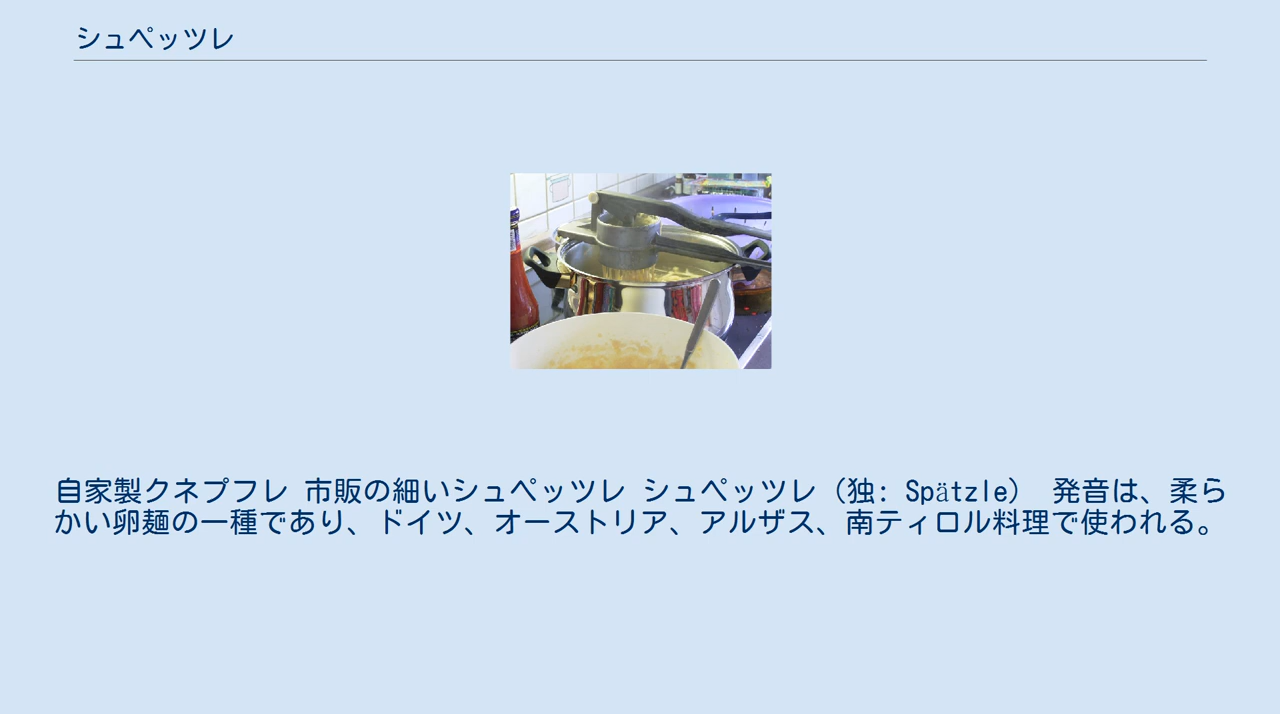 シュペッツレ
自家製クネプフレ 市販の細いシュペッツレ シュペッツレ（独: Spätzle） 発音は、柔ら
かい卵麺の一種であり、ドイツ、オーストリア、アルザス、南ティロル料理で使われる。